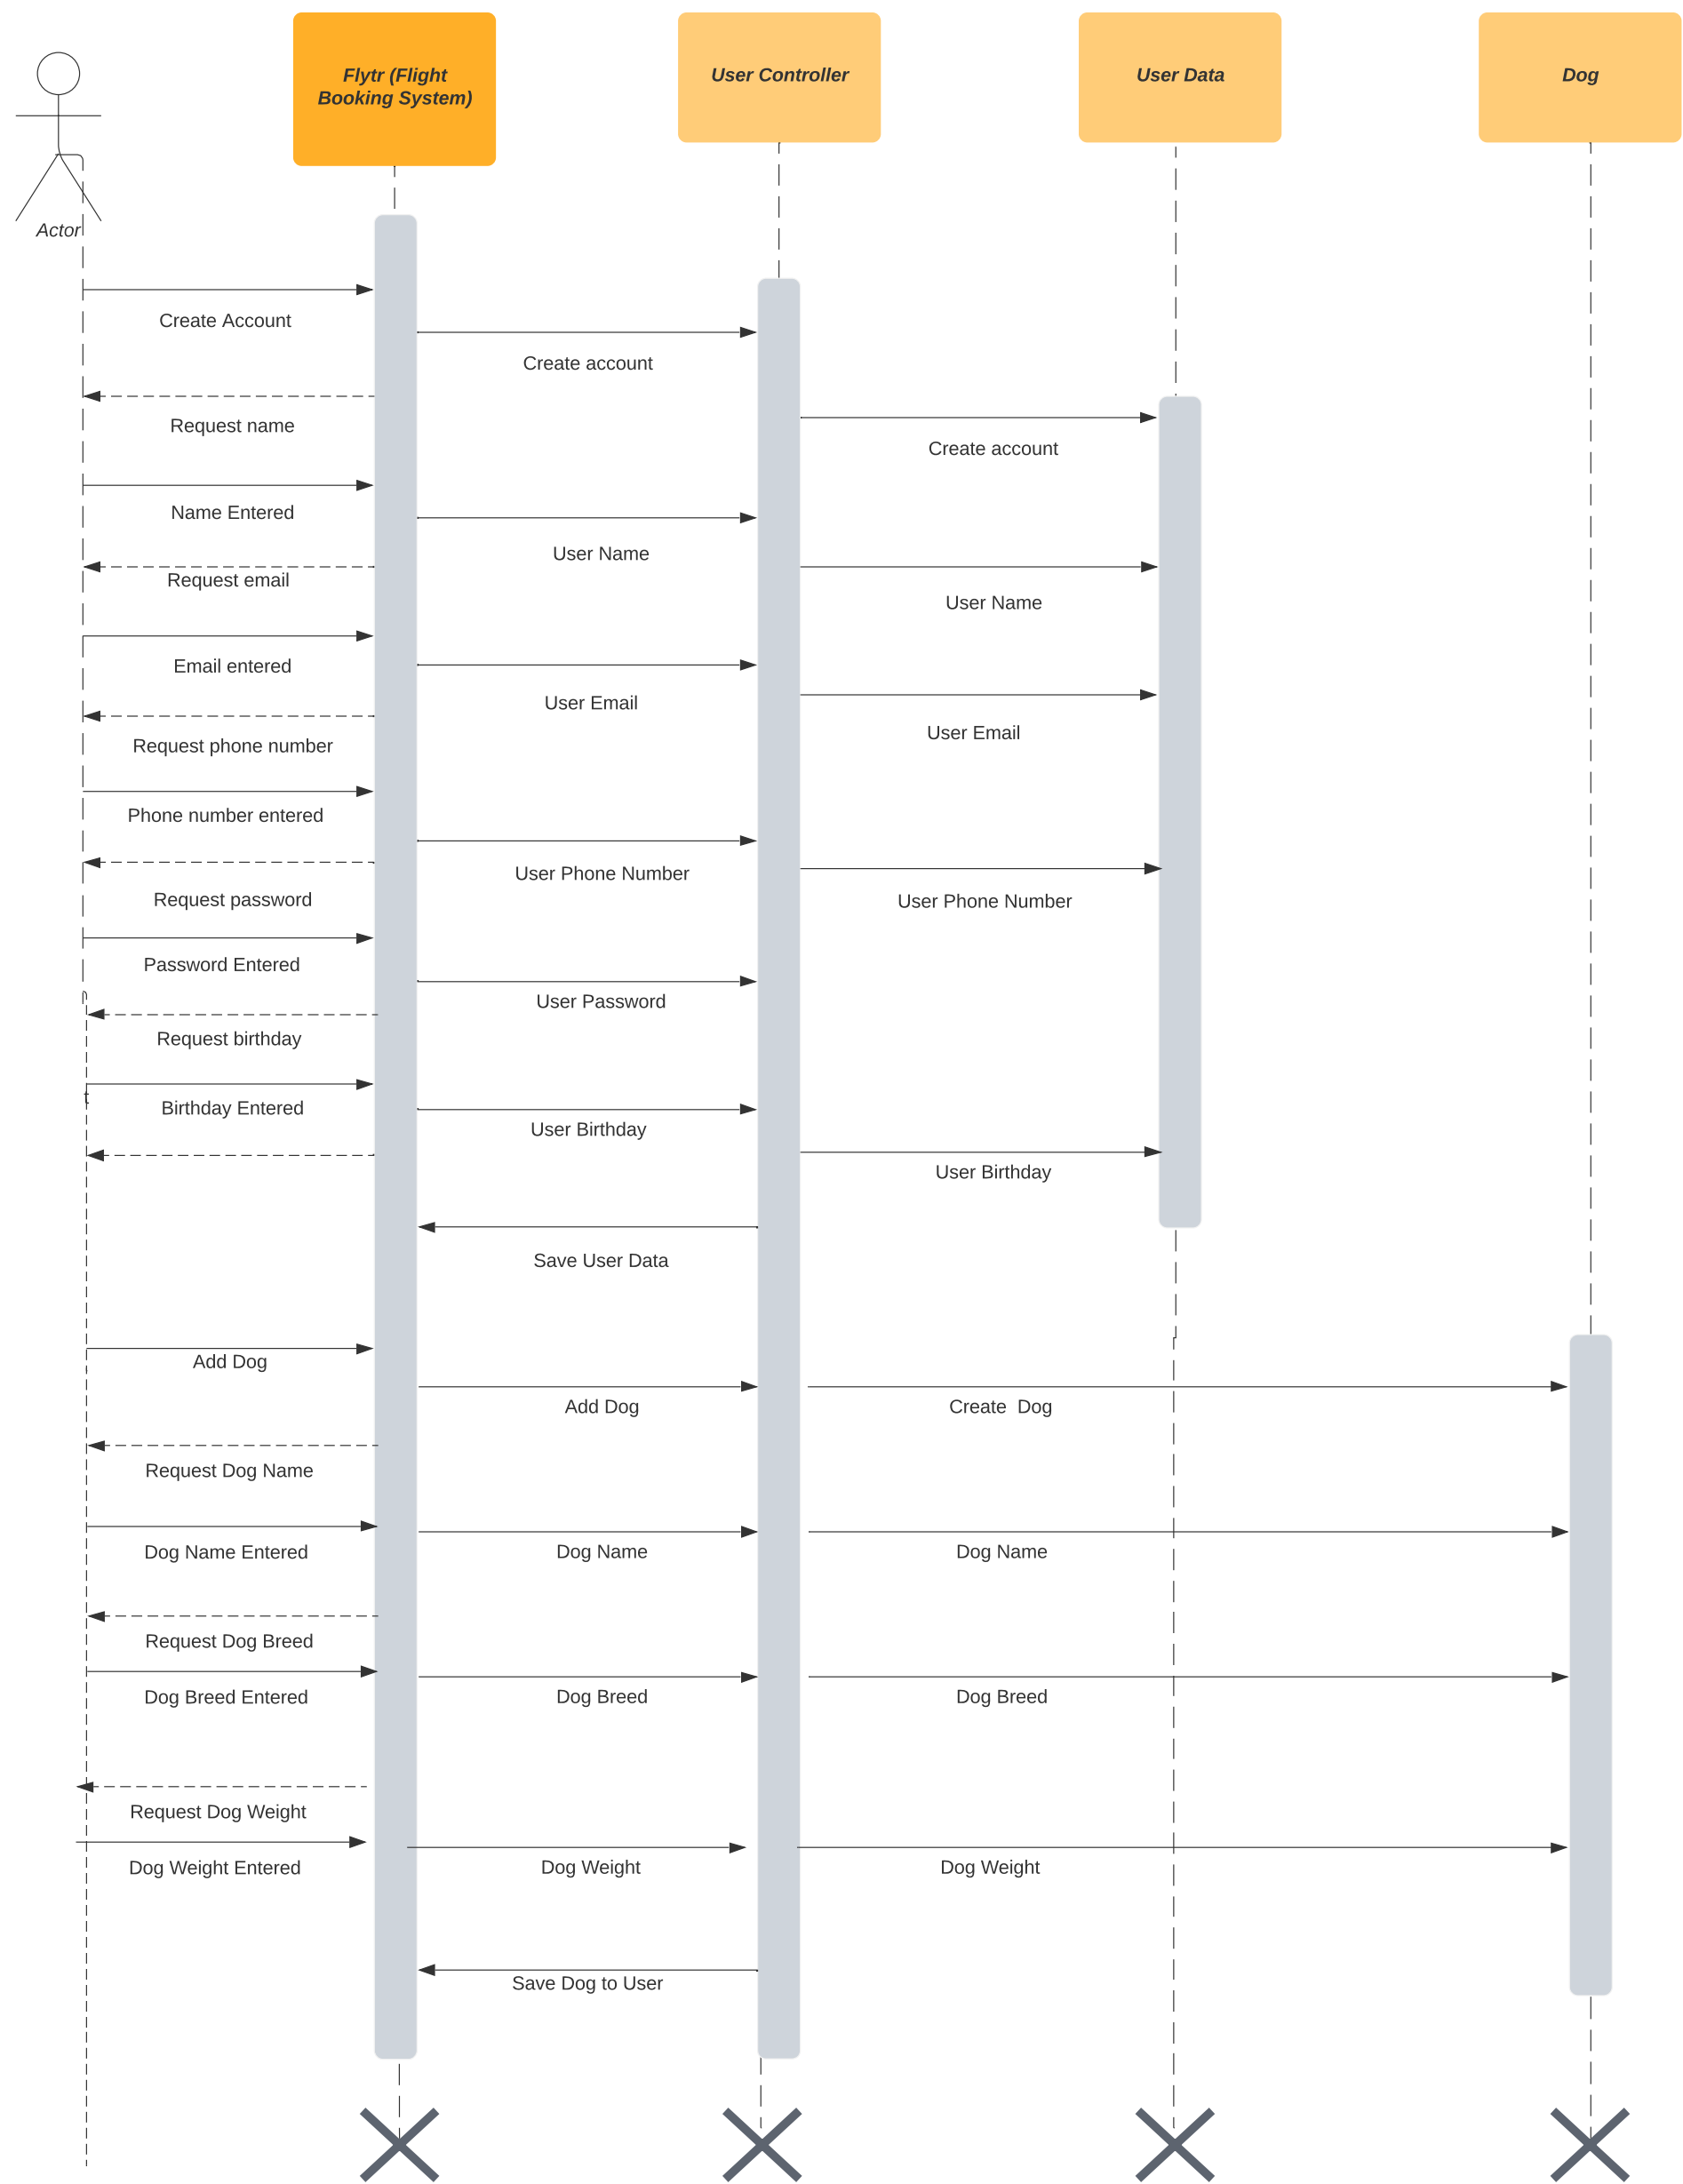 Flytr (Flight
Booking System)
User Controller
User Data
Dog
Actor
Create Account
Create account
Request name
Create account
Name Entered
User Name
Request email
User Name
Email entered
User Email
User Email
Request phone number
Phone number entered
User Phone Number
Request password
User Phone Number
Password Entered
User Password
Request birthday
t
Birthday Entered
User Birthday
User Birthday
Save User Data
Add Dog
Add Dog
Create  Dog
Request Dog Name
Dog Name Entered
Dog Name
Dog Name
Request Dog Breed
Dog Breed Entered
Dog Breed
Dog Breed
Request Dog Weight
Dog Weight Entered
Dog Weight
Dog Weight
Save Dog to User